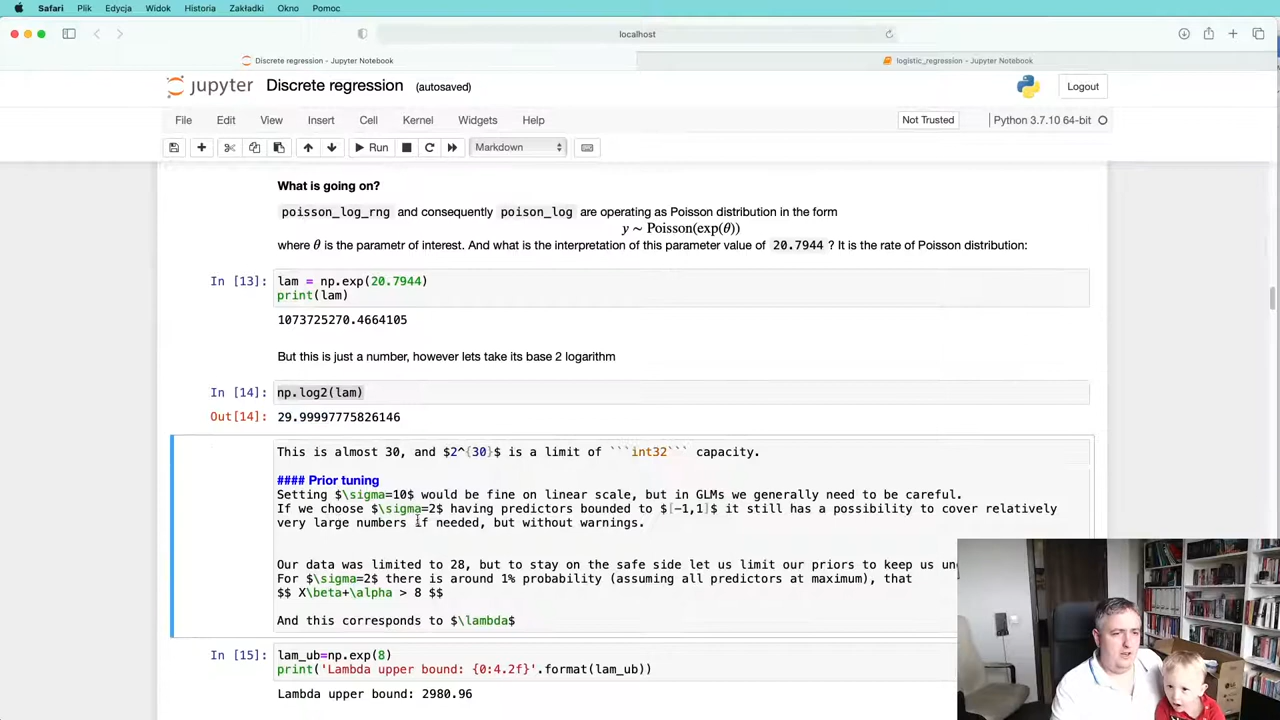 Safari Plik Edycja Widok Historia Zakładki Okno Pomoc
localhost
Discrete regression - Jupyter Notebook
logistic_regression - Jupyter Notebook
jupyter Discrete regression (autosaved)
Logout
File Edit View Insert Cell Kernel Widgets Help
Not Trusted
Python 3.7.10 64-bit
Run
Markdown
What is going on?
poisson_log_rng and consequently poison_log are operating as Poisson distribution in the form
y ∼ Poisson(exp(θ))
where θ is the parametr of interest. And what is the interpretation of this parameter value of 20.7944 ? It is the rate of Poisson distribution:
In [13]: lam = np.exp(20.7944)
print(lam)
1073725270.4664105
But this is just a number, however lets take its base 2 logarithm
In [14]: np.log2(lam)
Out[14]: 29.99997775826146
This is almost 30, and $2^{30}$ is a limit of ```int32``` capacity.
#### Prior tuning
Setting $\sigma=10$ would be fine on linear scale, but in GLMs we generally need to be careful.
If we choose $\sigma=2$ having predictors bounded to $[-1,1]$ it still has a possibility to cover relatively
very large numbers if needed, but without warnings.
Our data was limited to 28, but to stay on the safe side let us limit our priors to keep us
For $\sigma=2$ there is around 1% probability (assuming all predictors at maximum), that
$$ X\beta+\alpha > 8 $$
And this corresponds to $\lambda$
In [15]: lam_ub=np.exp(8)
print('Lambda upper bound: {0:4.2f}'.format(lam_ub))
Lambda upper bound: 2980.96